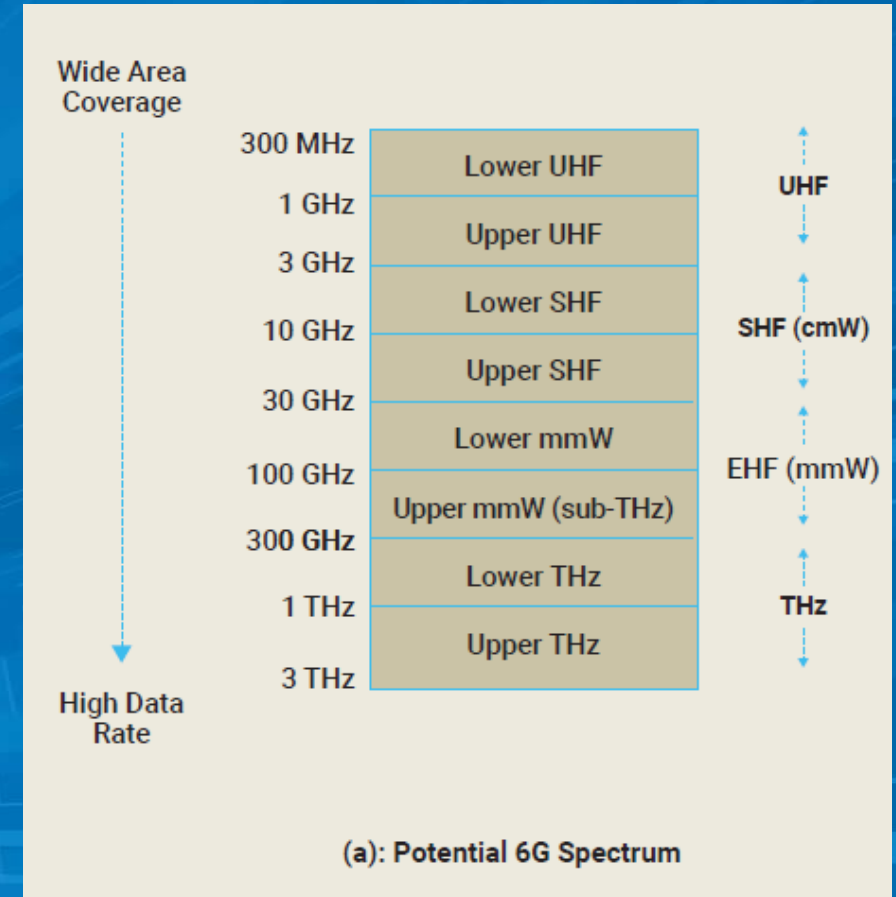 Wide Area
Coverage
300 MHz
Lower UHF
UHF
1 GHz
Upper UHF
3 GHz
Lower SHF
SHF (cmW)
10 GHz
Upper SHF
30 GHz
Lower mmW
EHF (mmW)
100 GHz
Upper mmW (sub-THz)
300 GHz
Lower THz
THz
1 THz
Upper THz
3 THz
High Data
Rate
(a): Potential 6G Spectrum